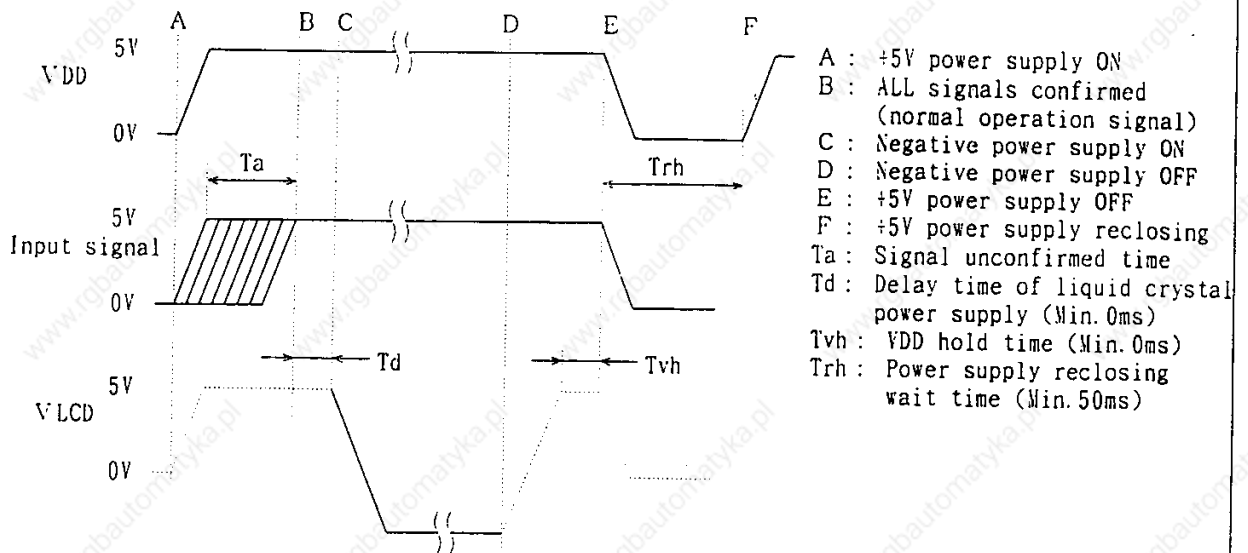 A B C D E F
5V
VDD
0V
Ta
Trh
5V
Input signal
0V
Td
Tvh
5V
VLCD
0V
A : +5V power supply ON
B : ALL signals confirmed
(normal operation signal)
C : Negative power supply ON
D : Negative power supply OFF
E : +5V power supply OFF
F : +5V power supply reclosing
Ta : Signal unconfirmed time
Td : Delay time of liquid crystal
power supply (Min. 0ms)
Tvh : VDD hold time (Min. 0ms)
Trh : Power supply reclosing
wait time (Min. 50ms)
www.rgbautomatyka.pl